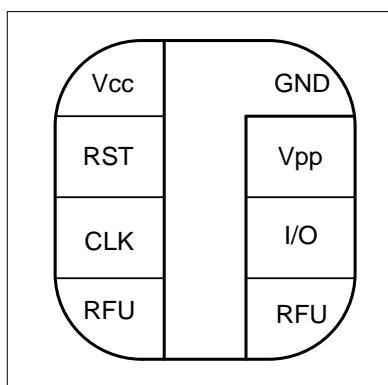 Vcc
GND
RST
Vpp
CLK
I/O
RFU
RFU